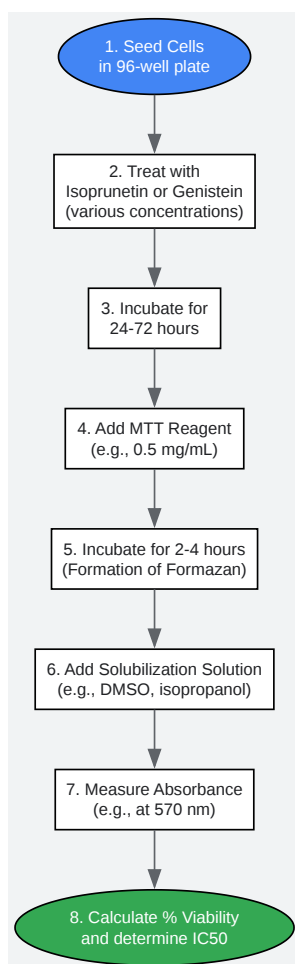 1. Seed Cells
in 96-well plate
2. Treat with
Isoprunetin or Genistein
(various concentrations)
3. Incubate for
24-72 hours
4. Add MTT Reagent
(e.g., 0.5 mg/mL)
5. Incubate for 2-4 hours
(Formation of Formazan)
6. Add Solubilization Solution
(e.g., DMSO, isopropanol)
7. Measure Absorbance
(e.g., at 570 nm)
8. Calculate % Viability
and determine IC50